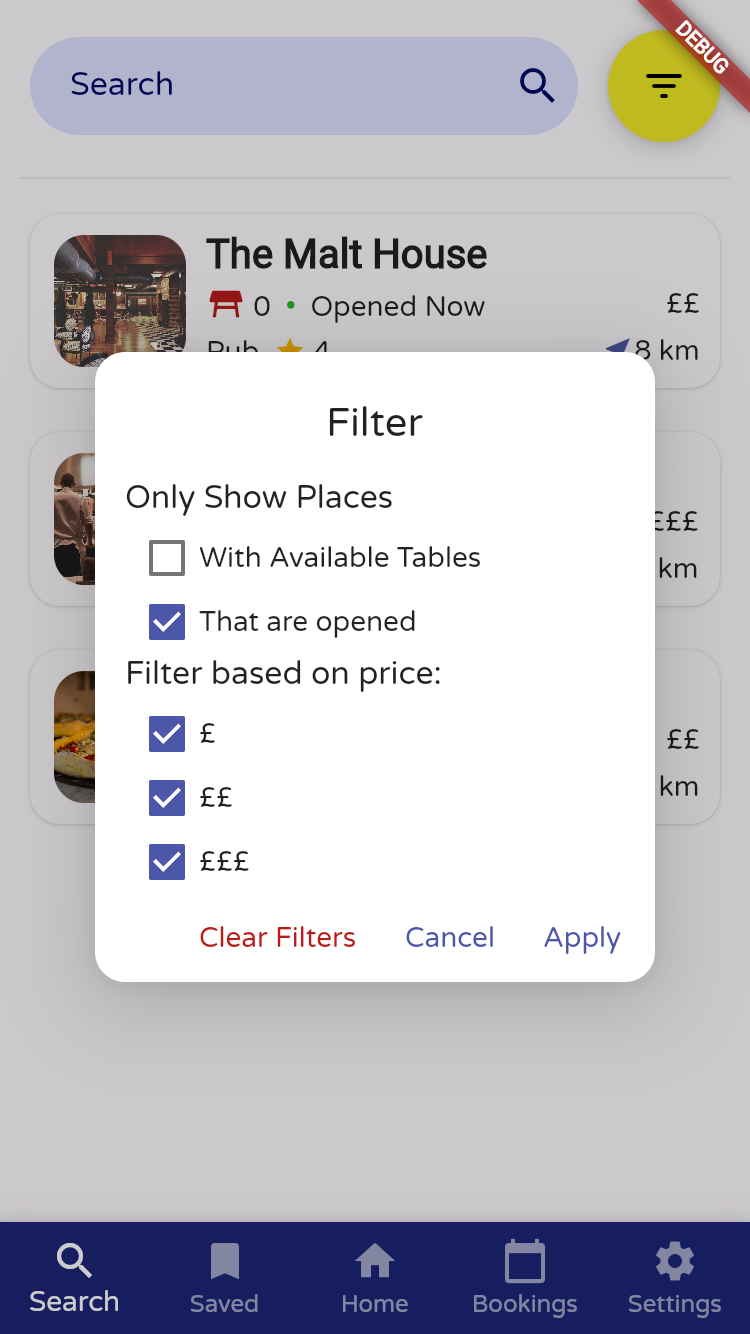 Search
DEBUG
The Malt House
0 • Opened Now
££
Pub 4
8 km
Filter
Only Show Places
With Available Tables
That are opened
Filter based on price:
£
££
£££
Clear Filters Cancel Apply
£££
km
££
km
Search Saved Home Bookings Settings